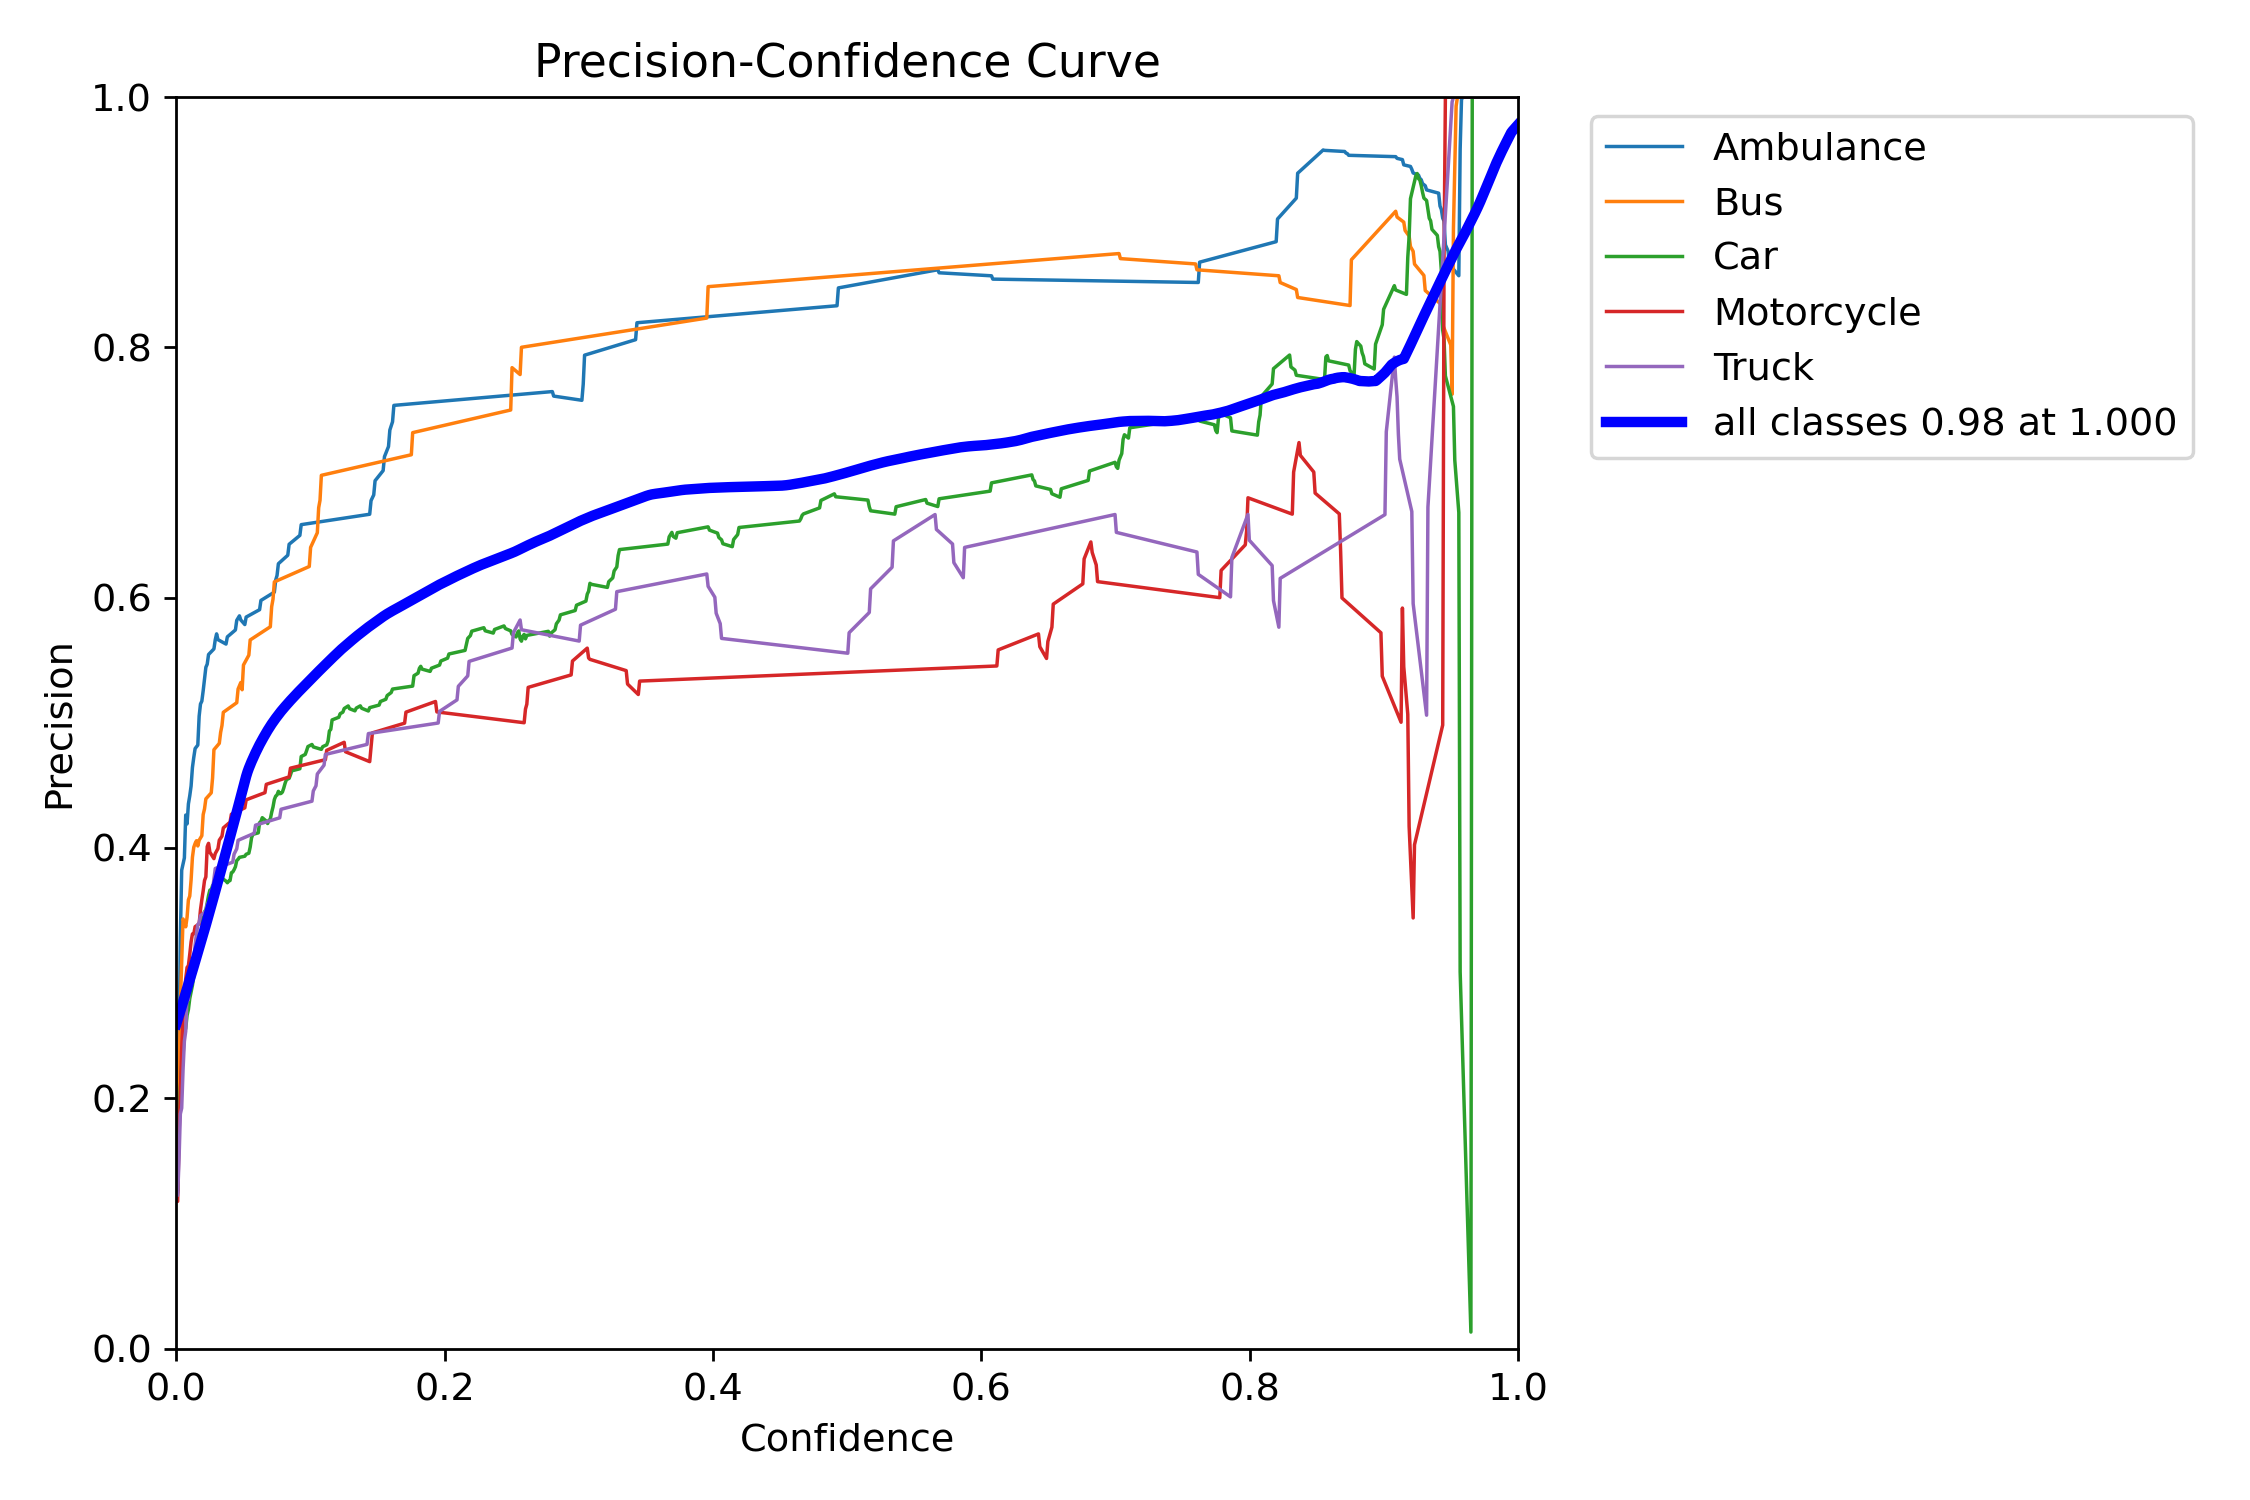 Precision-Confidence Curve
1.0
0.8
0.6
0.4
0.2
0.0
Precision
0.0 0.2 0.4 0.6 0.8 1.0
Confidence
Ambulance
Bus
Car
Motorcycle
Truck
all classes 0.98 at 1.000